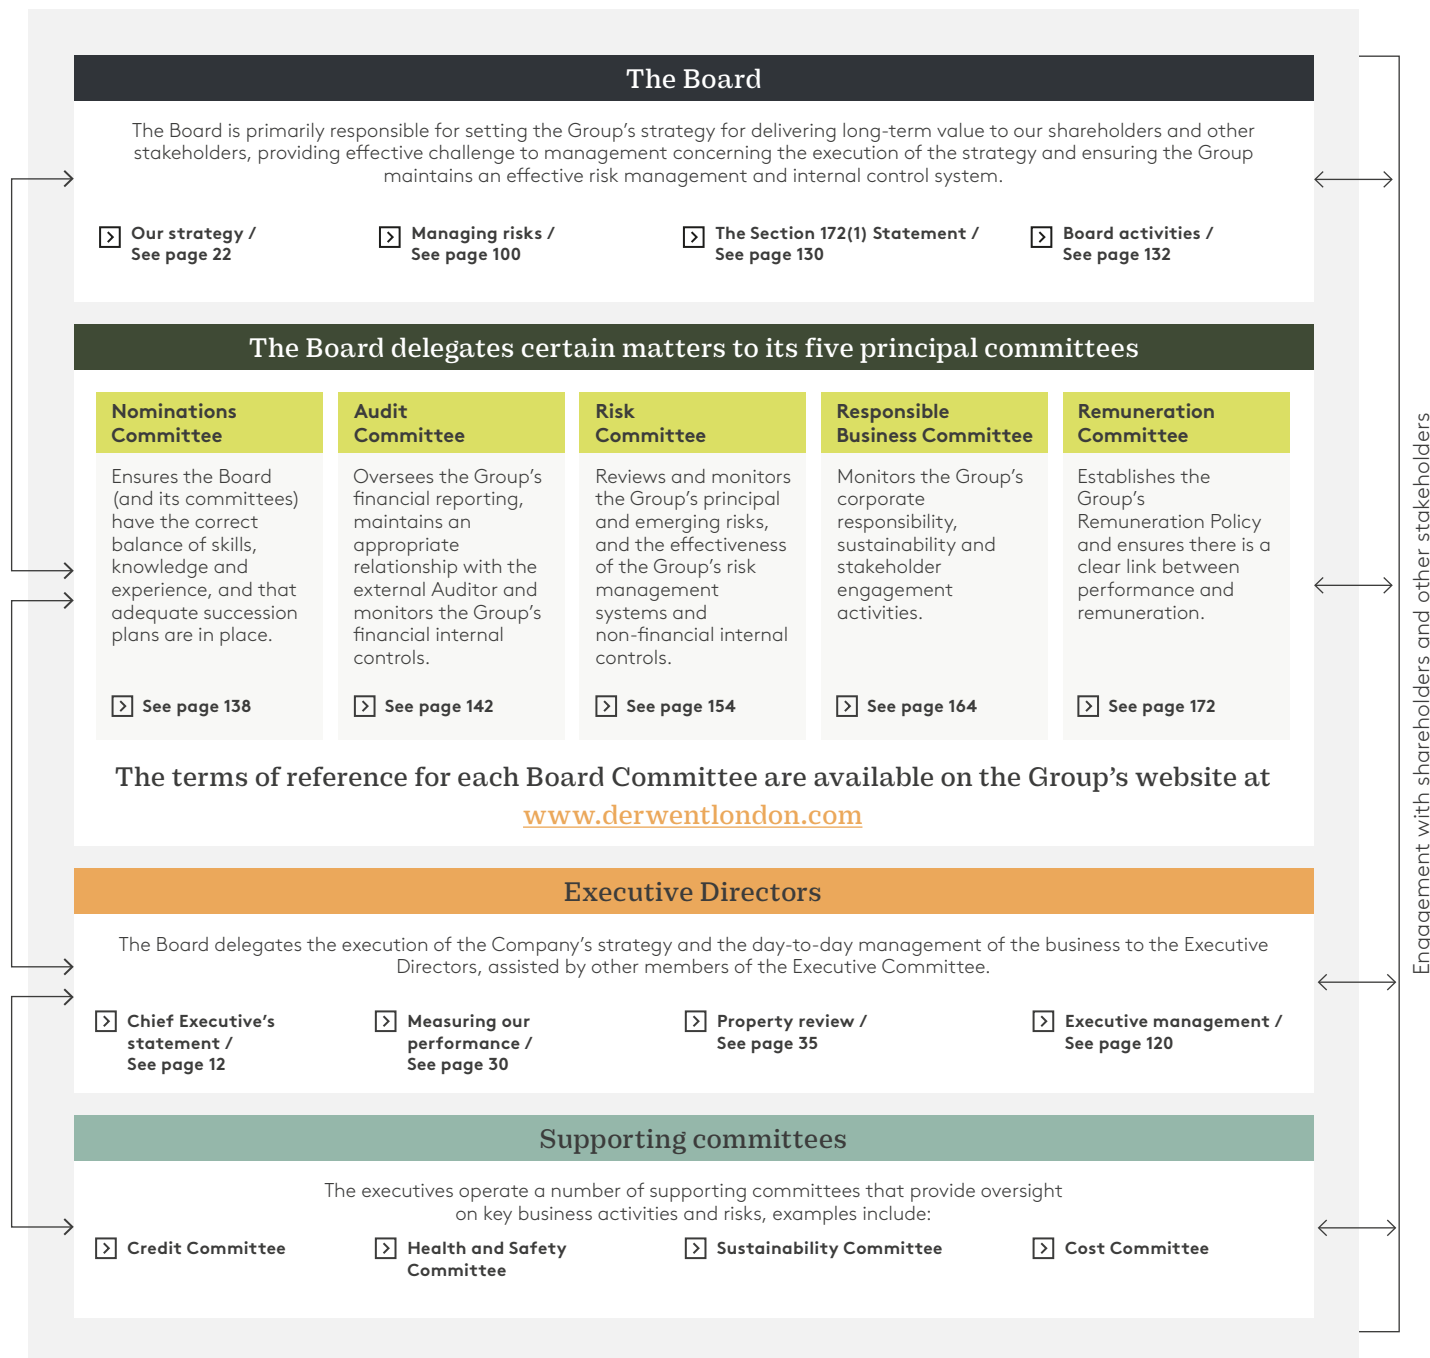 The Board
The Board is primarily responsible for setting the Group's strategy for delivering long-term value to our shareholders and other
stakeholders, providing effective challenge to management concerning the execution of the strategy and ensuring the Group
maintains an effective risk management and internal control system.
Our strategy /
See page 22
Managing risks /
See page 100
The Section 172(1) Statement /
See page 130
Board activities /
See page 132
The Board delegates certain matters to its five principal committees
Nominations
Committee
Ensures the Board
(and its committees)
have the correct
balance of skills,
knowledge and
experience, and that
adequate succession
plans are in place.
See page 138
Audit
Committee
Oversees the Group's
financial reporting,
maintains an
appropriate
relationship with the
external Auditor and
monitors the Group's
financial internal
controls.
See page 142
Risk
Committee
Reviews and monitors
the Group's principal
and emerging risks,
and the effectiveness
of the Group's risk
management
systems and
non-financial internal
controls.
See page 154
Responsible
Business Committee
Monitors the Group's
corporate
responsibility,
sustainability and
stakeholder
engagement
activities.
See page 164
Remuneration
Committee
Establishes the
Group's
Remuneration Policy
and ensures there is a
clear link between
performance and
remuneration.
See page 172
The terms of reference for each Board Committee are available on the Group's website at
www.derwentlondon.com
Executive Directors
The Board delegates the execution of the Company's strategy and the day-to-day management of the business to the Executive
Directors, assisted by other members of the Executive Committee.
Chief Executive's
statement /
See page 12
Measuring our
performance /
See page 30
Property review /
See page 35
Executive management /
See page 120
Supporting committees
The executives operate a number of supporting committees that provide oversight
on key business activities and risks, examples include:
Credit Committee
Health and Safety
Committee
Sustainability Committee
Cost Committee
Engagement with shareholders and other stakeholders